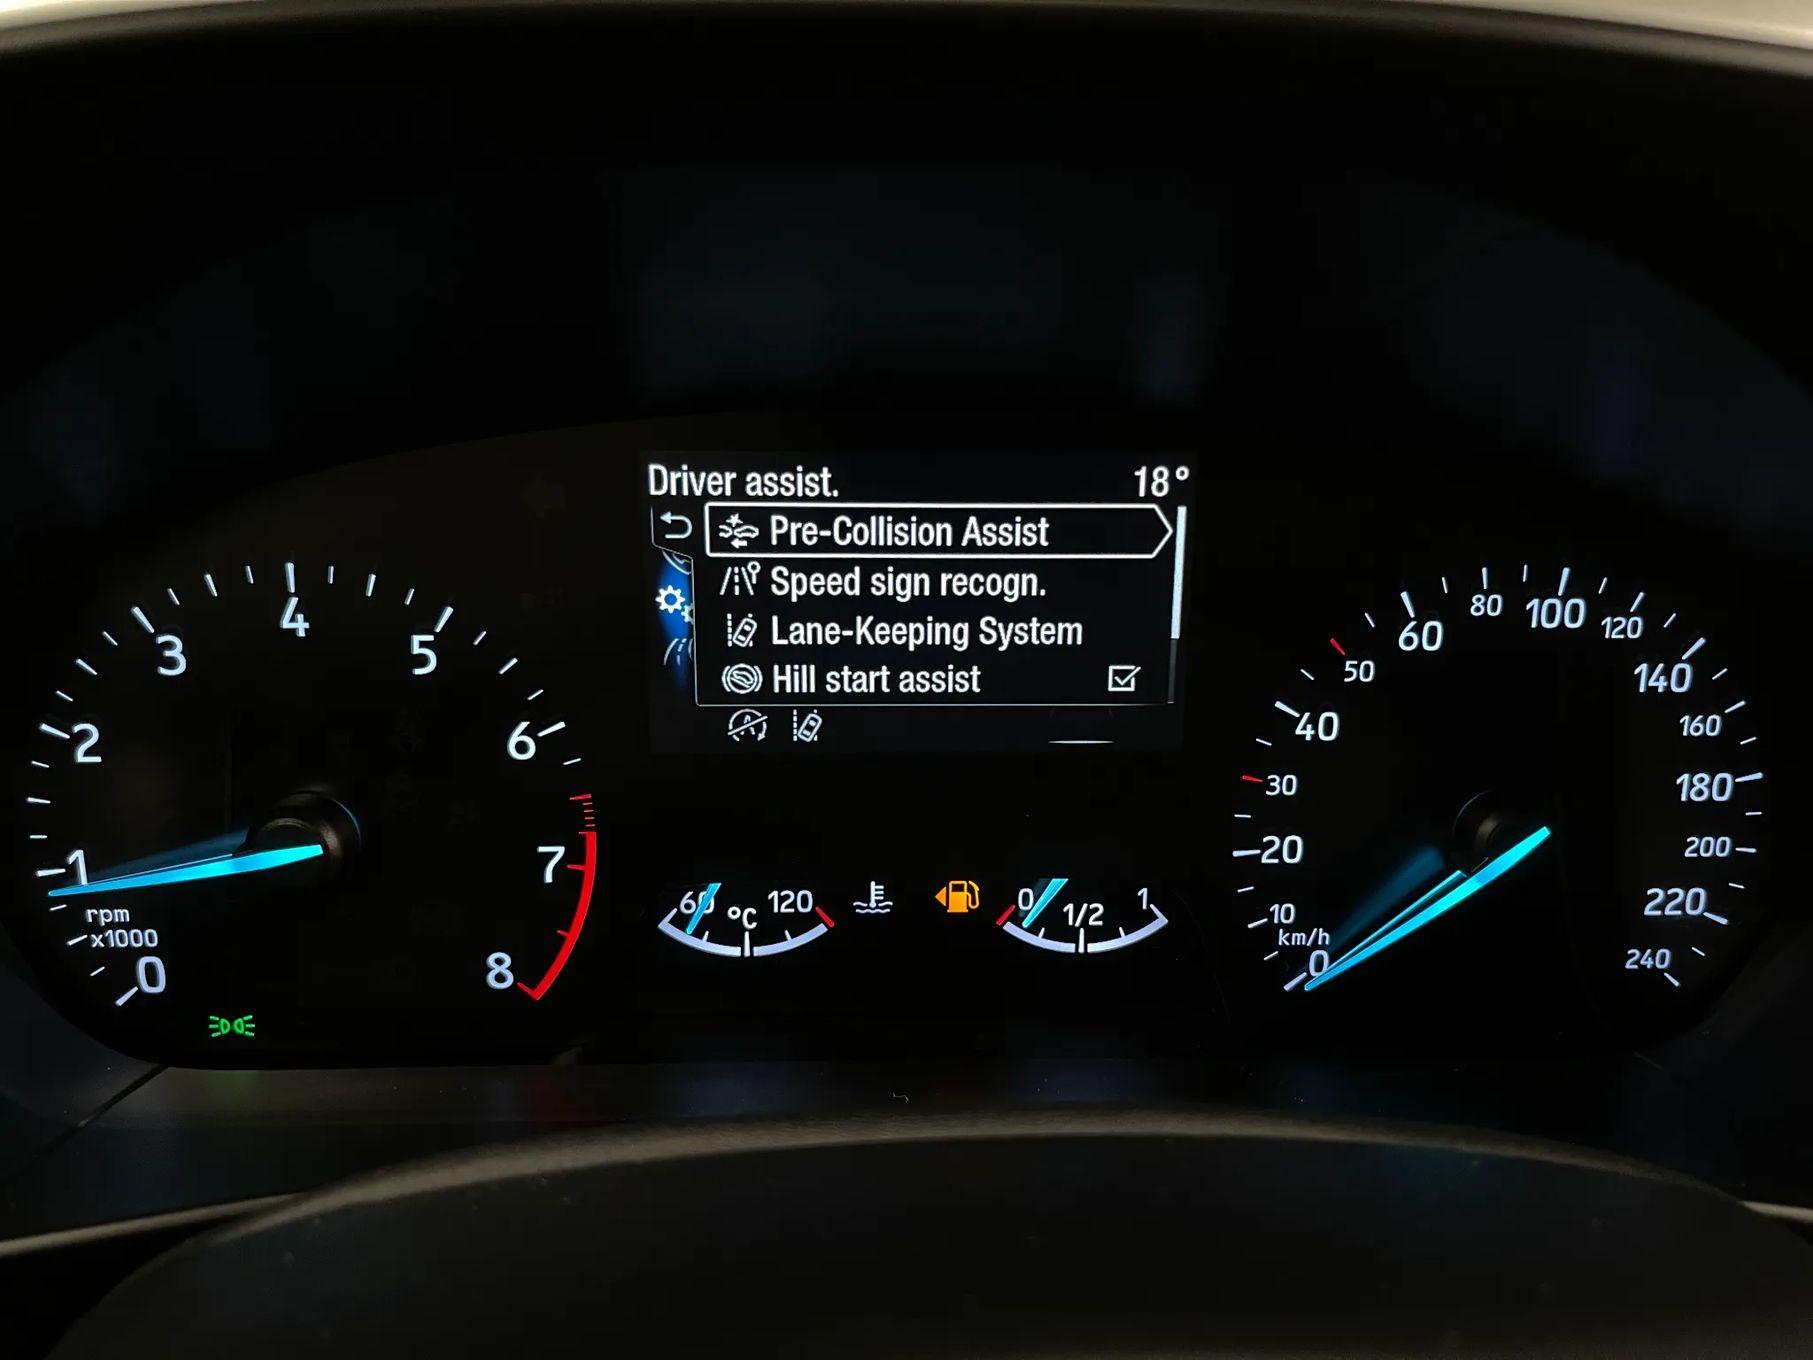 Driver assist. 18°
Pre-Collision Assist
Speed sign recogn.
Lane-Keeping System
Hill start assist
0
1
2
3
4
5
6
7
8
rpm
x1000
60 °C 120
0 1/2 1
0
10
20
30
40
50
60
80
100
120
140
160
180
200
220
240
km/h